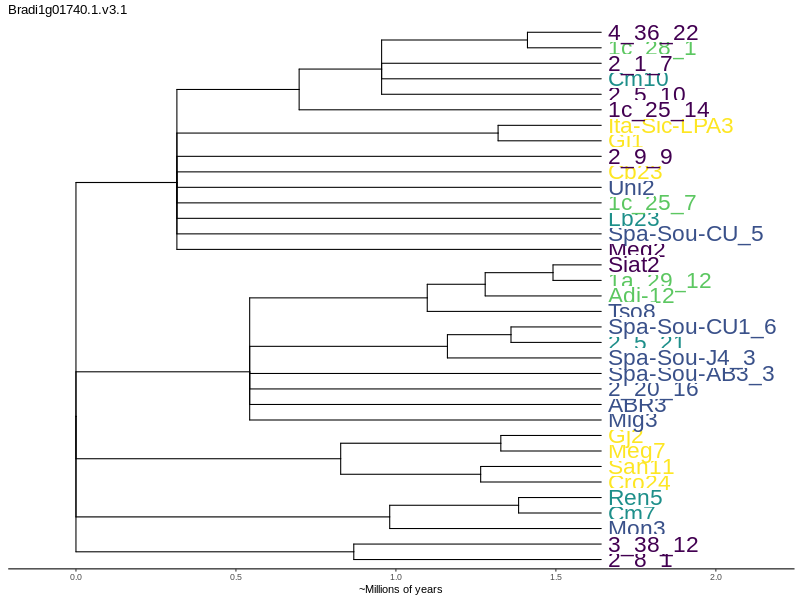 Bradi1g01740.1.v3.1
4_36_22
1c_28_1
2_1_7
Cm10
2_5_10
1c_25_14
Ita-Sic-LPA3
Gl1
2_9_9
Cb23
Uni2
1c_25_7
Lb23
Spa-Sou-CU_5
Meg2
Siat2
1a_29_12
Adi-12
Tso8
Spa-Sou-CU1_6
2_5_21
Spa-Sou-J4_3
Spa-Sou-AB3_3
2_20_16
ABR3
Mig3
Meg7
San11
Cro24
Ren5
Cm7
Mon3
3_38_12
2_8_1
0.0 0.5 1.0 1.5 2.0
~Millions of years